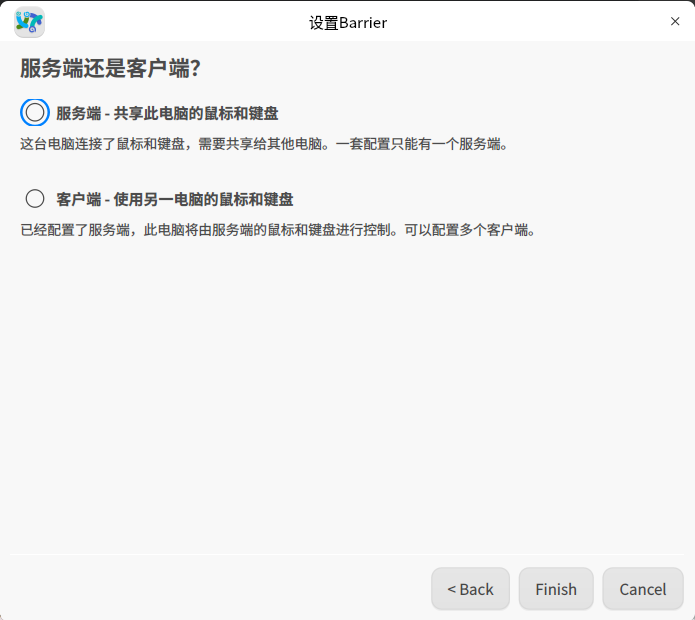 设置Barrier
服务端还是客户端？
服务端 - 共享此电脑的鼠标和键盘
这台电脑连接了鼠标和键盘，需要共享给其他电脑。一套配置只能有一个服务端。
客户端 - 使用另一电脑的鼠标和键盘
已经配置了服务端，此电脑将由服务端的鼠标和键盘进行控制。可以配置多个客户端。
< Back
Finish
Cancel